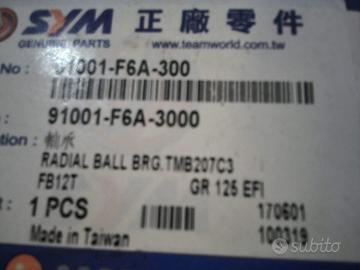 SYM 正廠零件
GENUINE PARTS www.teamworld.com.tw
No : 91001-F6A-300
: 91001-F6A-3000
tion : 軸承
RADIAL BALL BRG.TMB207C3
FB12T GR 125 EFI
: 1 PCS 170601
Made in Taiwan 100319
subito